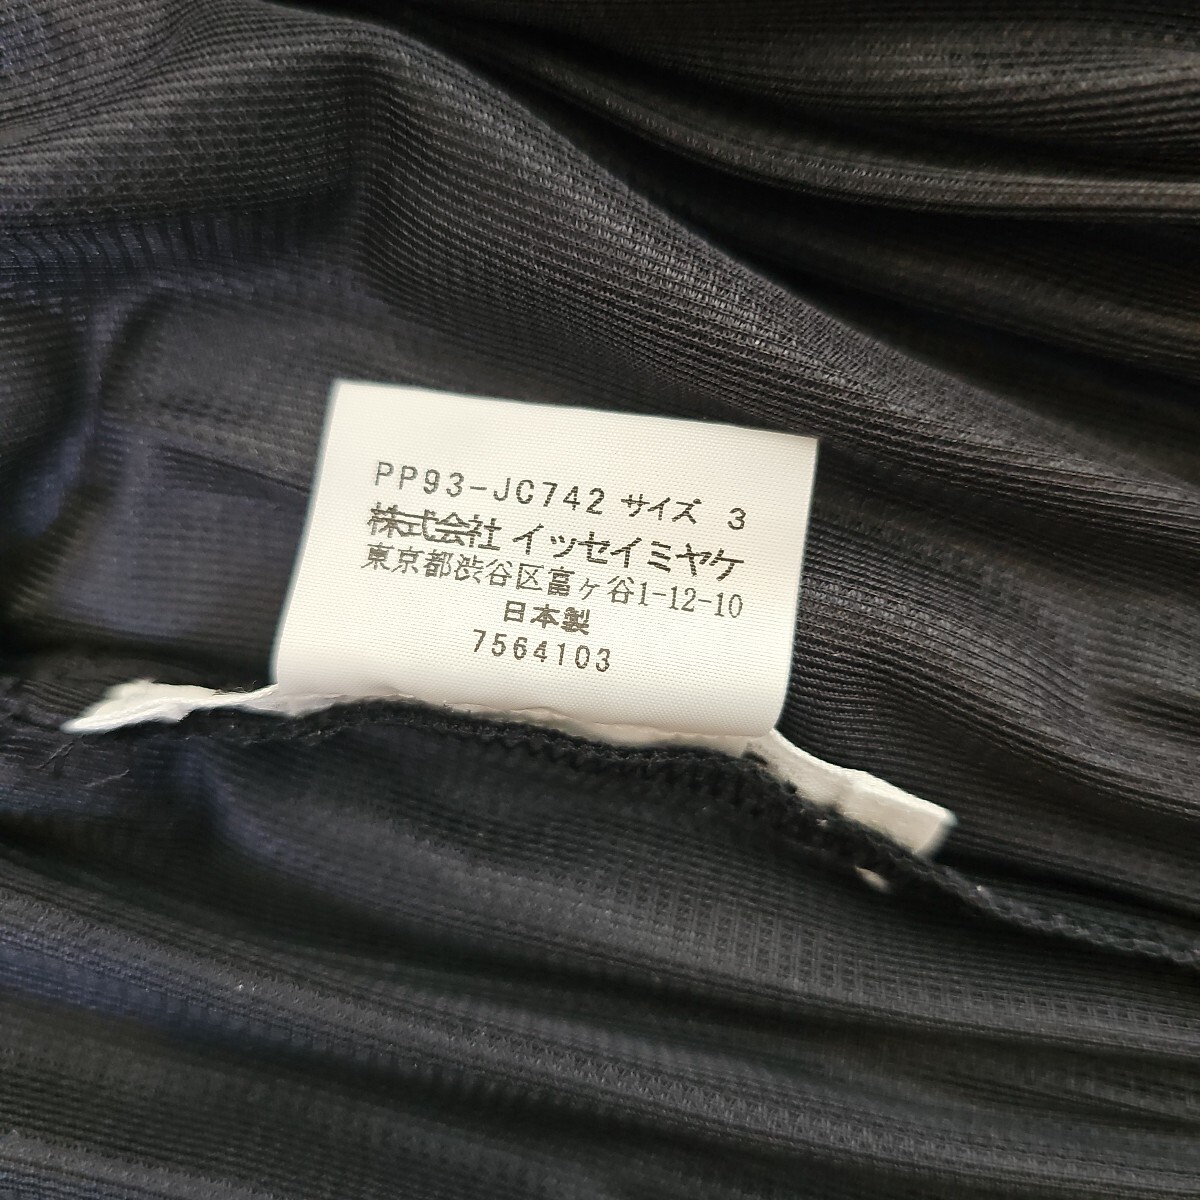 PP93-JC742 サイズ 3
株式会社 イッセイミヤケ
東京都渋谷区富ヶ谷1-12-10
日本製
7564103